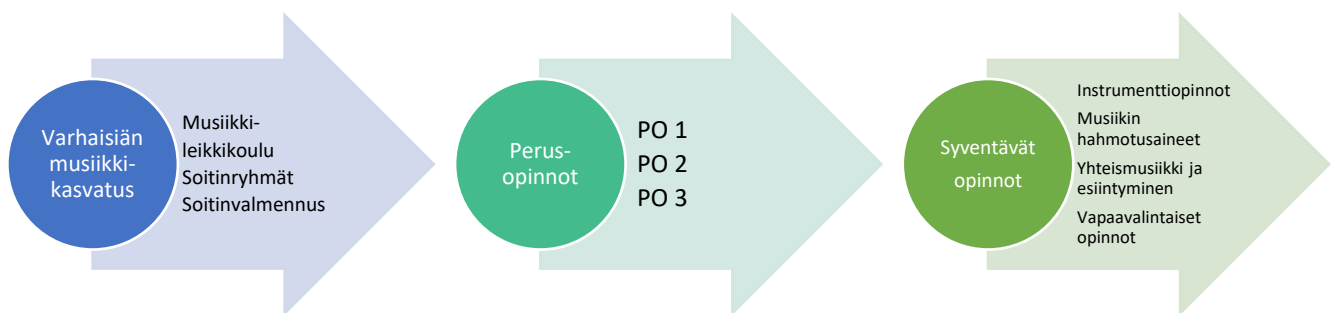 Varhaisiän
musiikki-
kasvatus
Musiikki-
leikkikoulu
Soitinryhmät
Soitinvalmennus
Perus-
opinnot
PO 1
PO 2
PO 3
Syventävät
opinnot
Instrumenttiopinnot
Musiikin
hahmotusaineet
Yhteismusiikki ja
esiintyminen
Vapaavalintaiset
opinnot